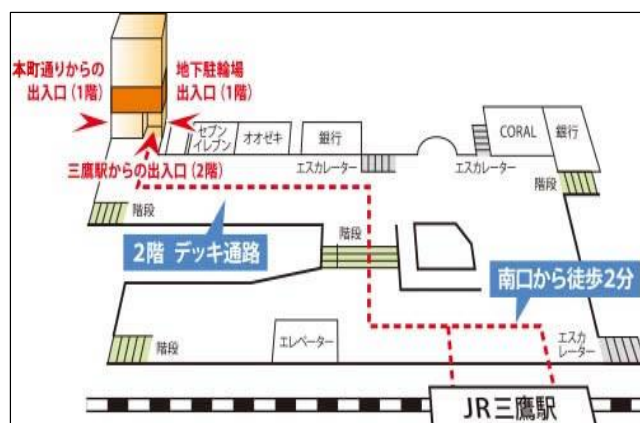 本町通りからの
出入口(1階)
地下駐輪場
出入口(1階)
セブン
イレブン
オオゼキ
銀行
CORAL
銀行
三鷹駅からの出入口(2階)
エスカレーター
エスカレーター
階段
階段
2階 デッキ通路
階段
南口から徒歩2分
階段
エレベーター
エスカ
レーター
JR三鷹駅